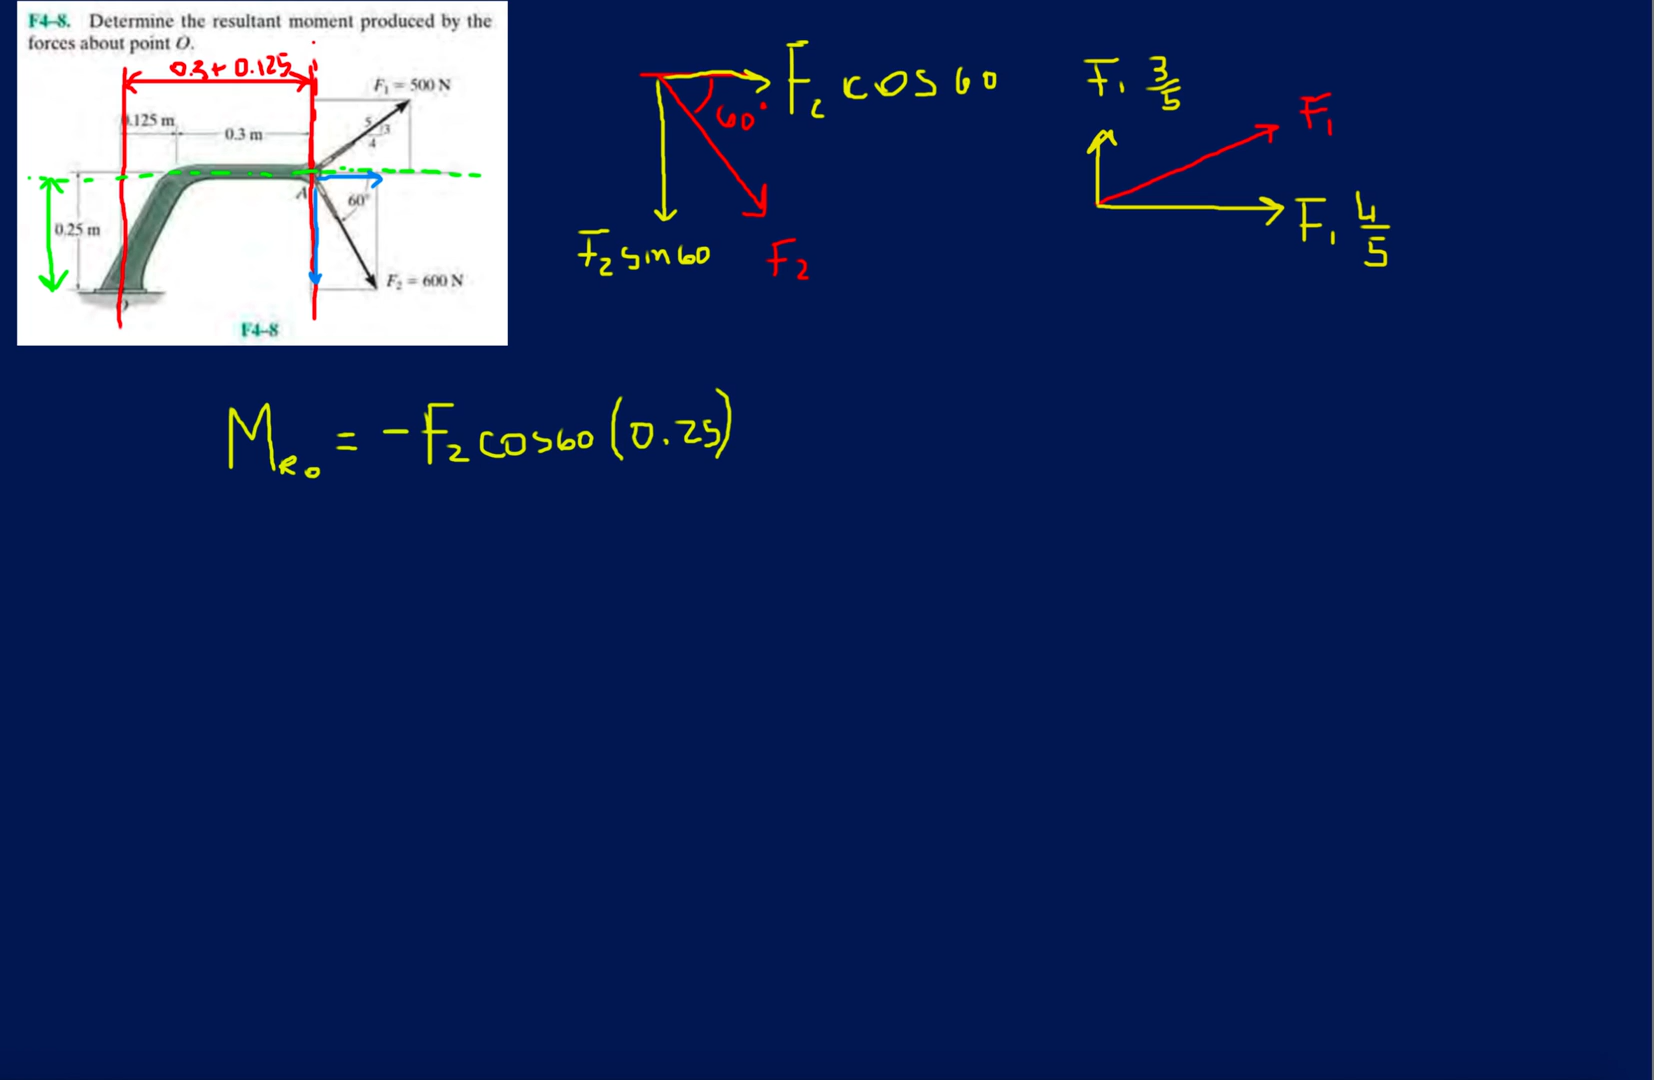 F4–8. Determine the resultant moment produced by the
forces about point O.
0.3 + 0.125
F₁ = 500 N
.125 m
0.3 m
5
3
4
A
60°
0.25 m
F₂ = 600 N
F4–8
F₂ cos 60
60°
F₂ sin 60
F₂
F₁ 3/5
F₁
F₁ 4/5
M_R₀ = -F₂ cos 60 (0.25)